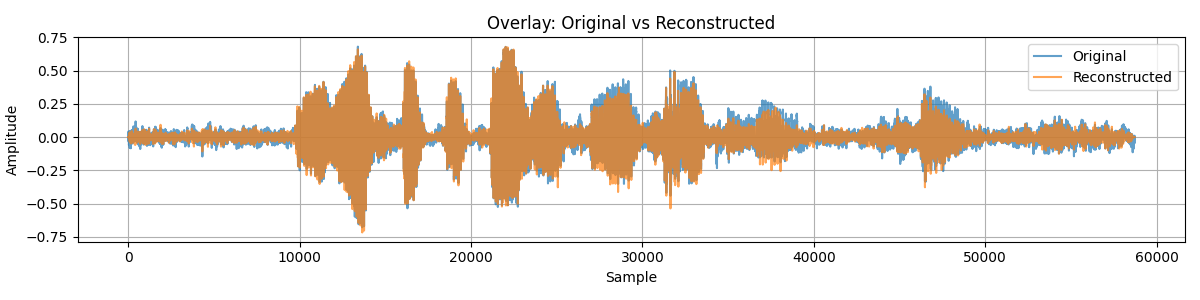 Overlay: Original vs Reconstructed
Original
Reconstructed
Amplitude
0.75
0.50
0.25
0.00
−0.25
−0.50
−0.75
0 10000 20000 30000 40000 50000 60000
Sample